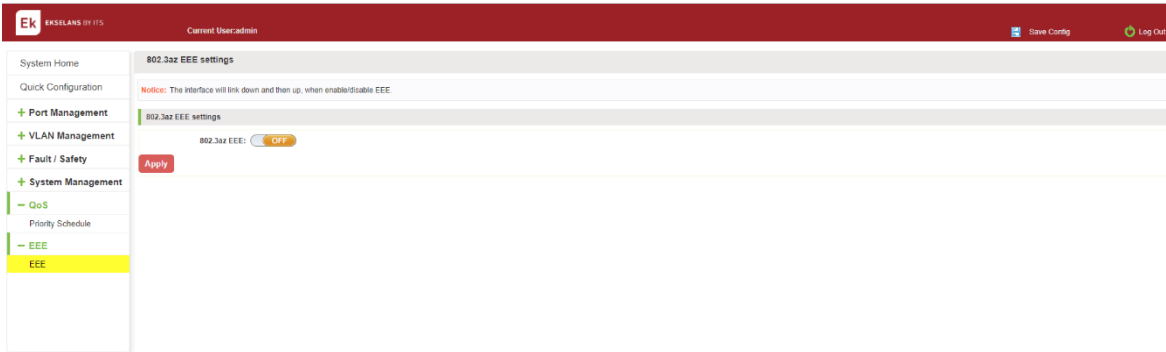 Ek EKSELANS BY ITS
Current User:admin
Save Config
Log Out
System Home
Quick Configuration
+ Port Management
+ VLAN Management
+ Fault / Safety
+ System Management
− QoS
Priority Schedule
− EEE
EEE
802.3az EEE settings
Notice: The interface will link down and then up, when enable/disable EEE.
802.3az EEE settings
802.3az EEE: OFF
Apply